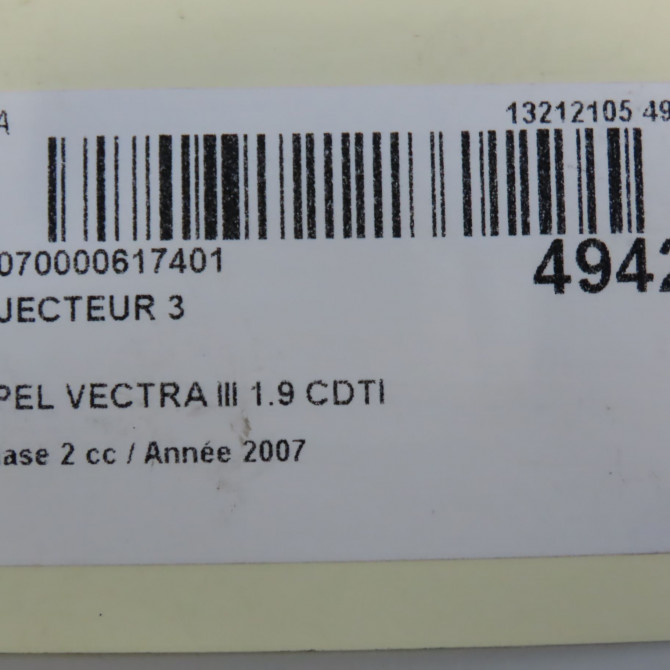 A 13212105 49
070000617401 4942
JECTEUR 3
PEL VECTRA III 1.9 CDTI
ase 2 cc / Année 2007